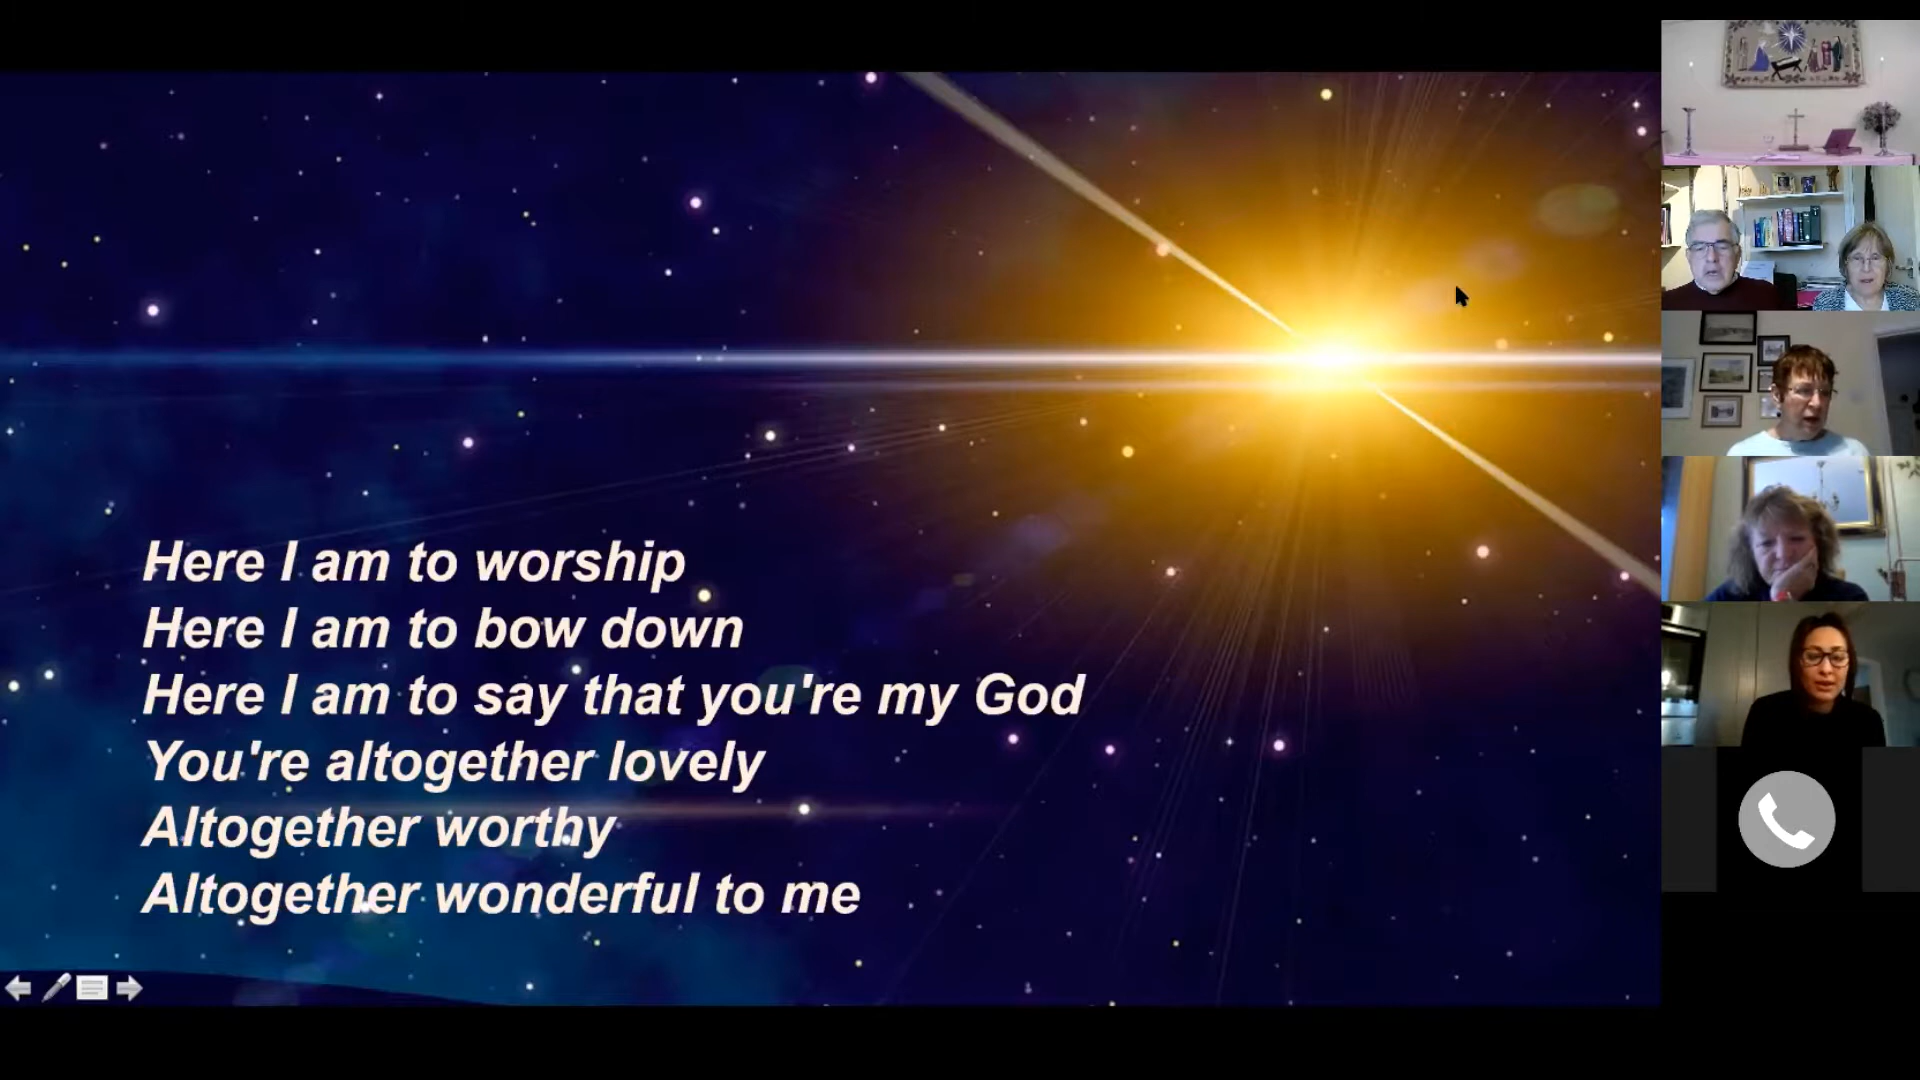 Here I am to worship
Here I am to bow down
Here I am to say that you're my God
You're altogether lovely
Altogether worthy
Altogether wonderful to me